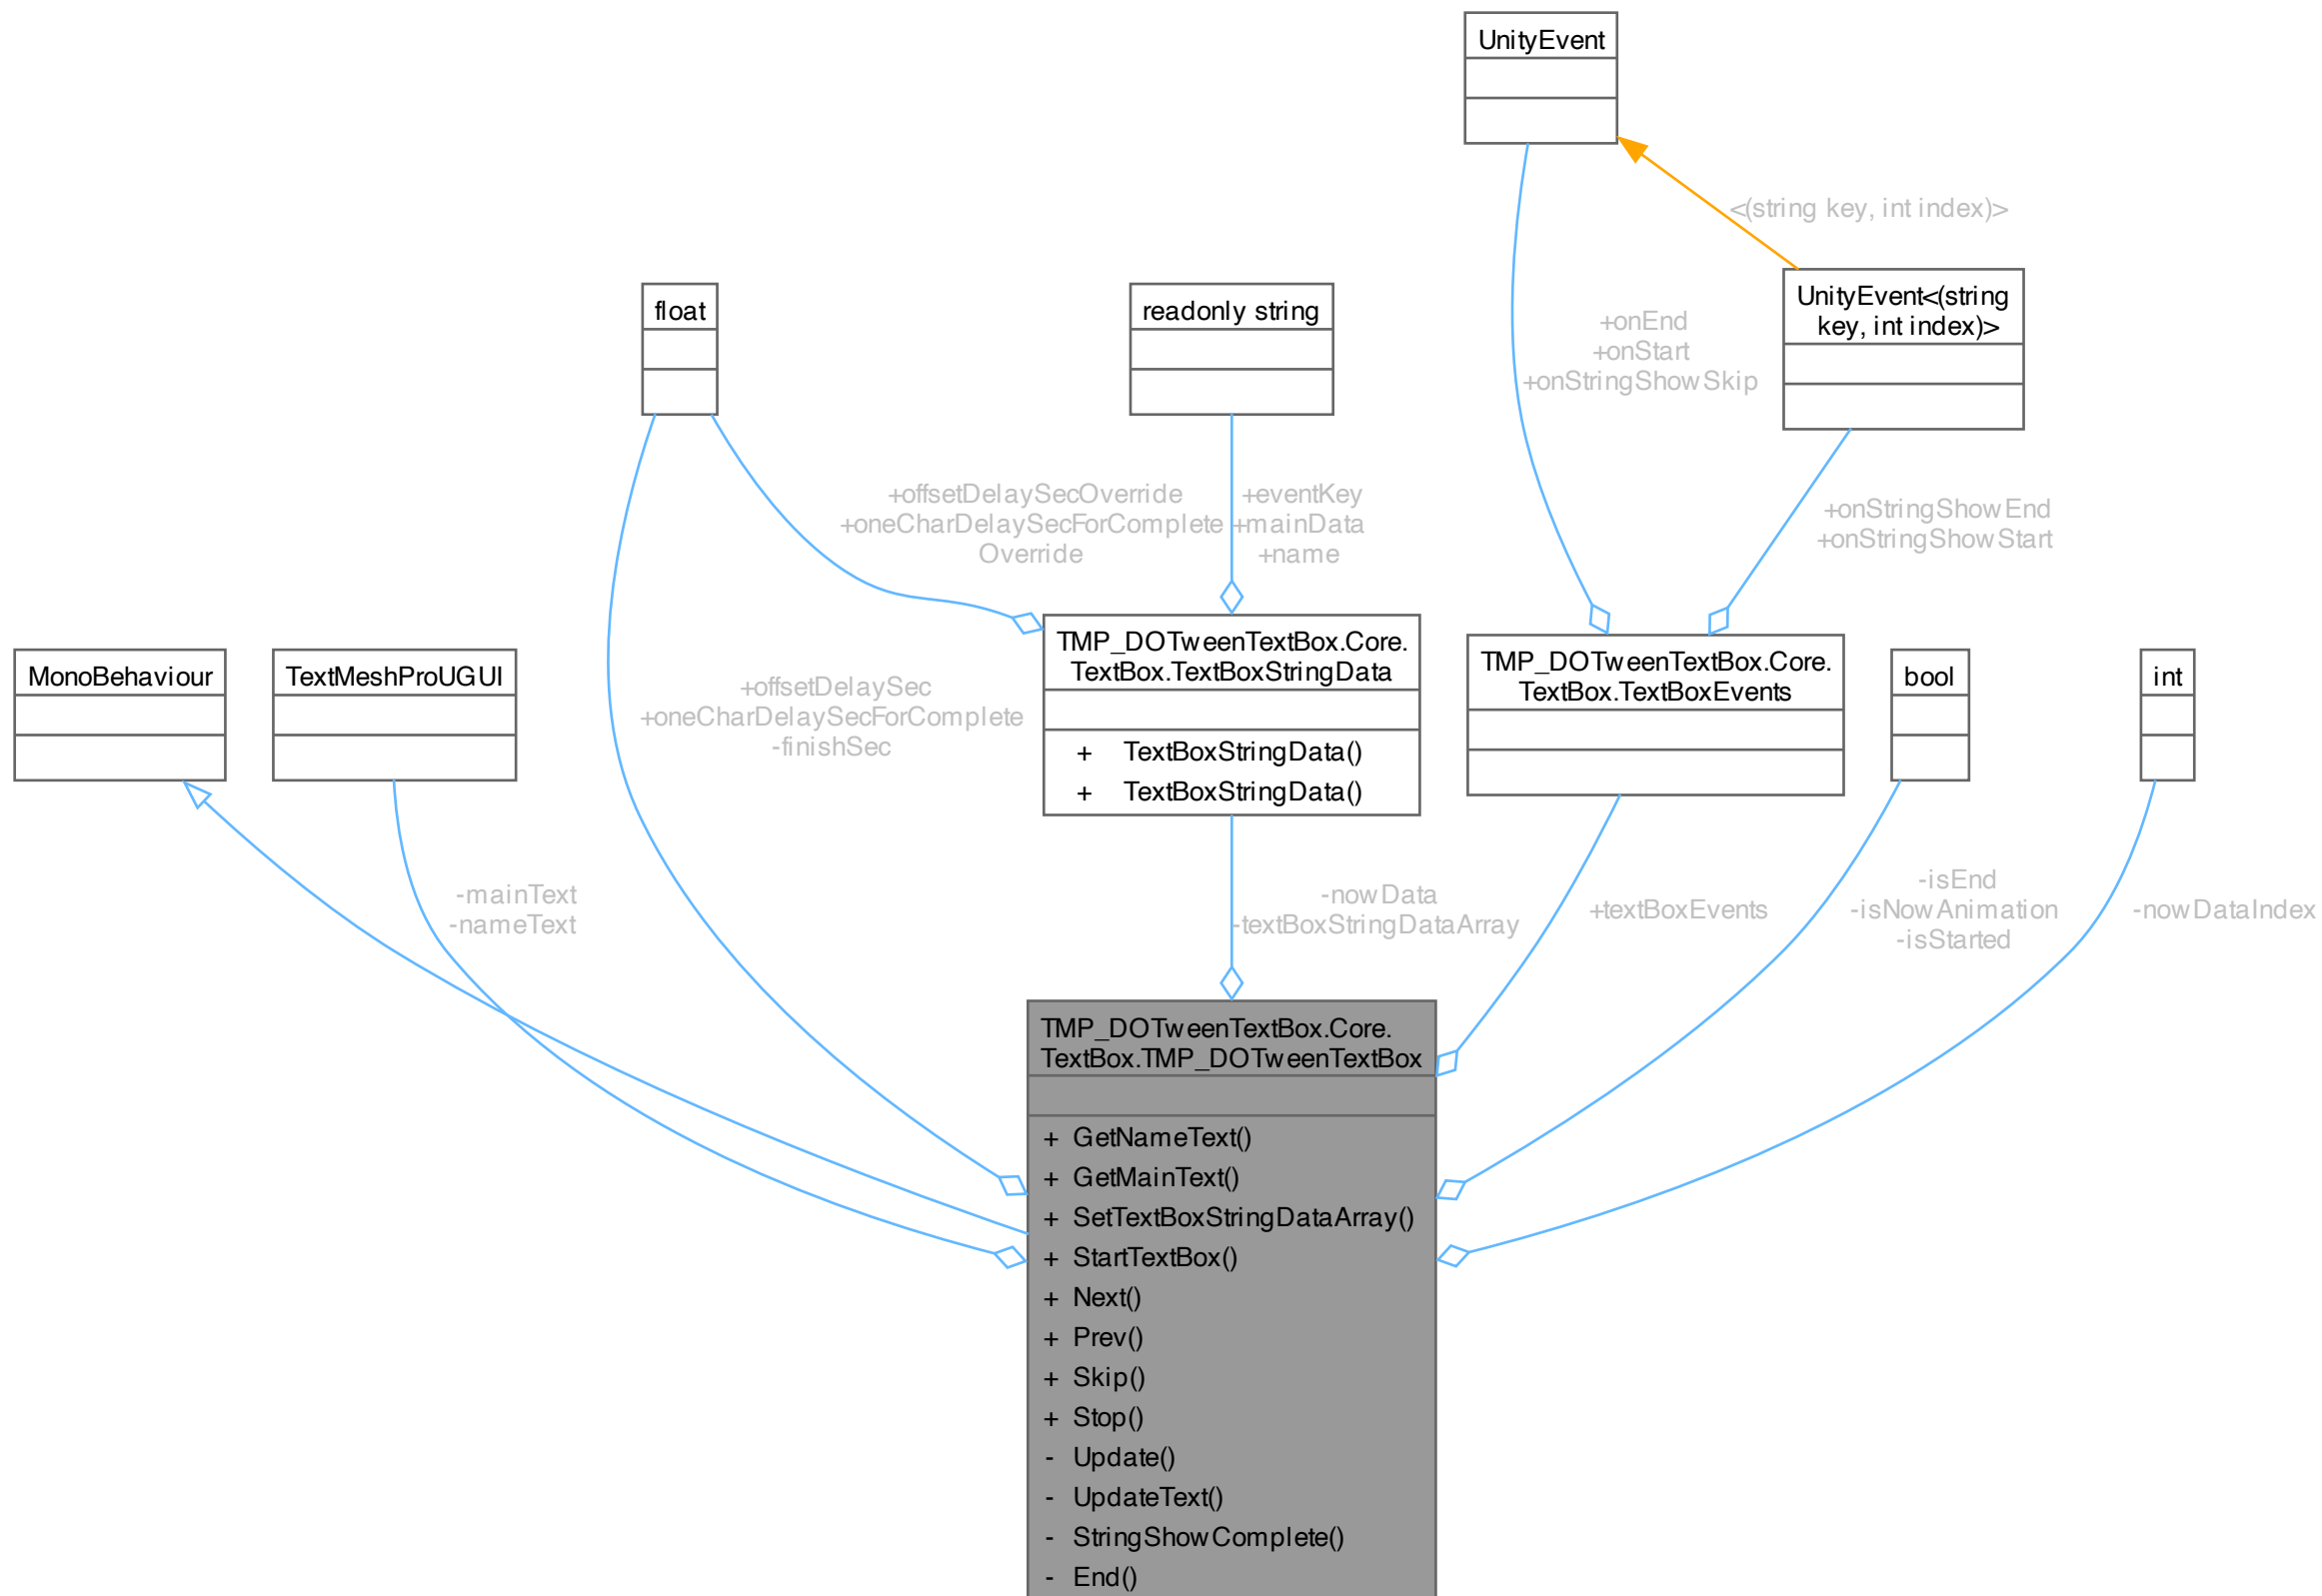 UnityEvent
<(string key, int index)>
UnityEvent<(string
key, int index)>
float
readonly string
+onEnd
+onStart
+onStringShowSkip
+offsetDelaySecOverride
+oneCharDelaySecForComplete
Override
+eventKey
+mainData
+name
+onStringShowEnd
+onStringShowStart
MonoBehaviour
TextMeshProUGUI
+offsetDelaySec
+oneCharDelaySecForComplete
-finishSec
TMP_DOTweenTextBox.Core.
TextBox.TextBoxStringData
+ TextBoxStringData()
+ TextBoxStringData()
TMP_DOTweenTextBox.Core.
TextBox.TextBoxEvents
bool
int
-mainText
-nameText
-nowData
-textBoxStringDataArray
+textBoxEvents
-isEnd
-isNowAnimation
-isStarted
-nowDataIndex
TMP_DOTweenTextBox.Core.
TextBox.TMP_DOTweenTextBox
+ GetNameText()
+ GetMainText()
+ SetTextBoxStringDataArray()
+ StartTextBox()
+ Next()
+ Prev()
+ Skip()
+ Stop()
- Update()
- UpdateText()
- StringShowComplete()
- End()